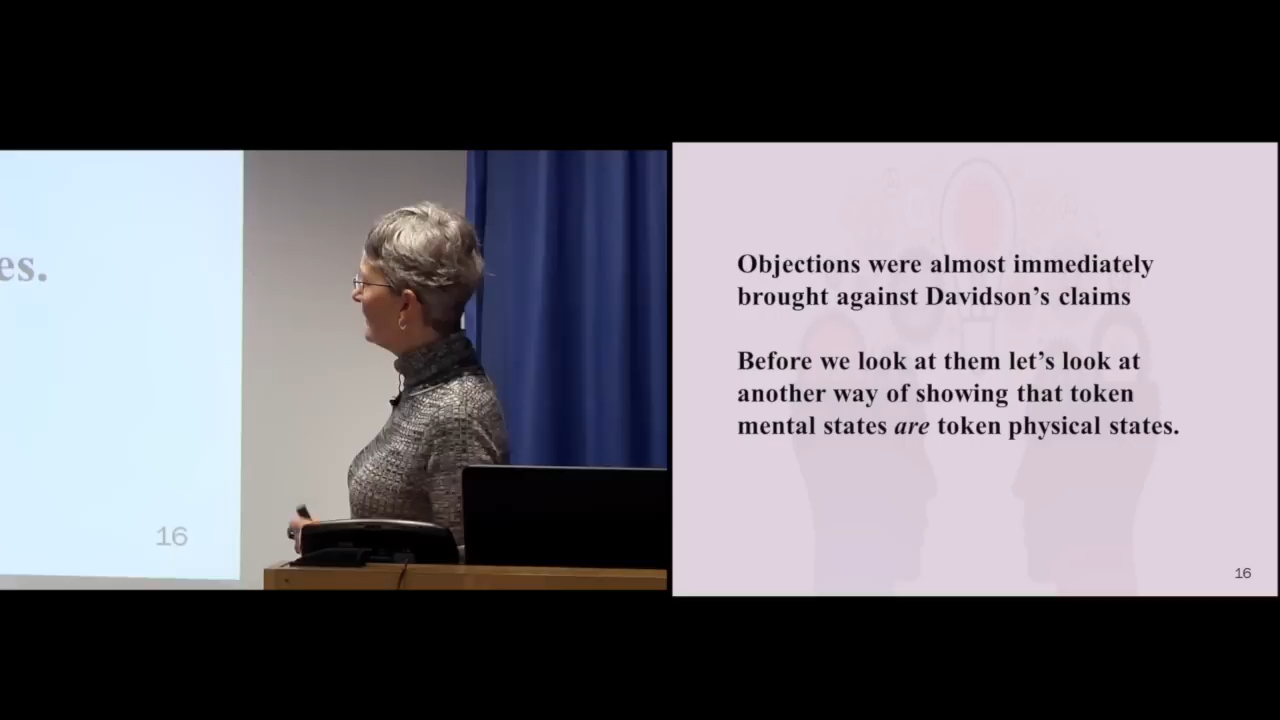 es.
16
Objections were almost immediately
brought against Davidson's claims
Before we look at them let's look at
another way of showing that token
mental states are token physical states.
16